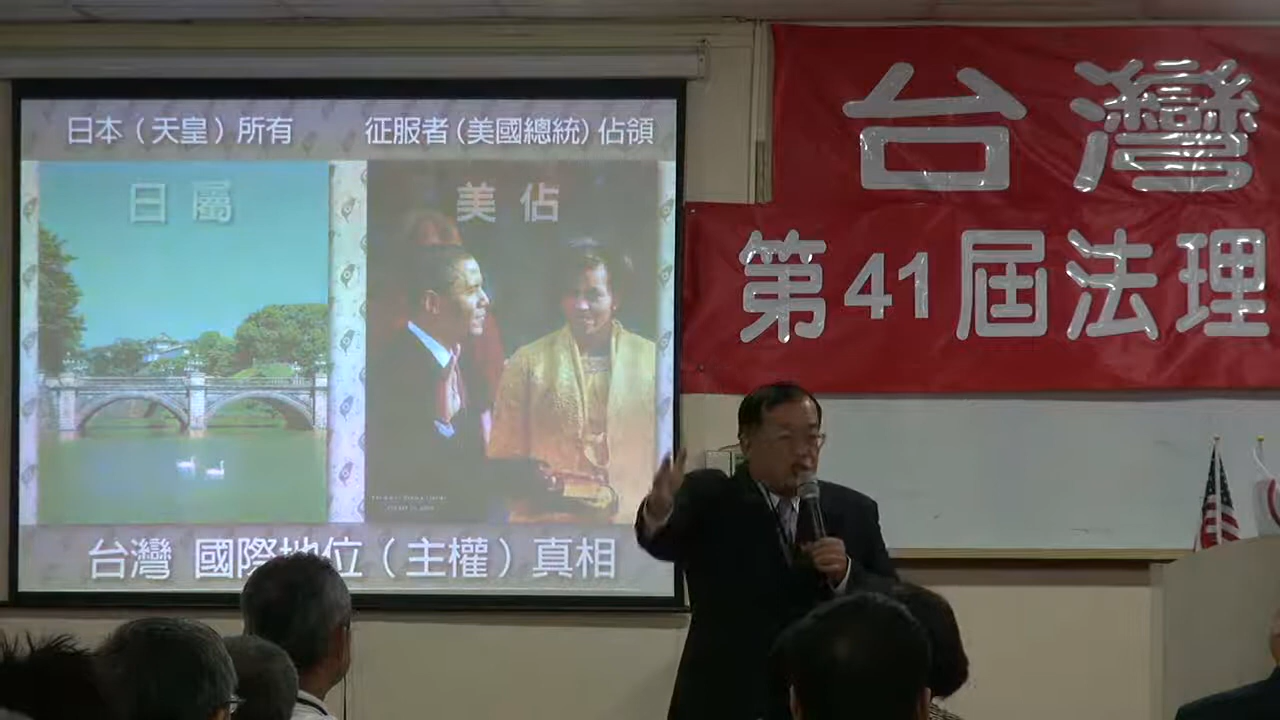 日本（天皇）所有
征服者（美國總統）佔領
日屬
美佔
台灣 國際地位（主權）真相
台灣
第41屆法理